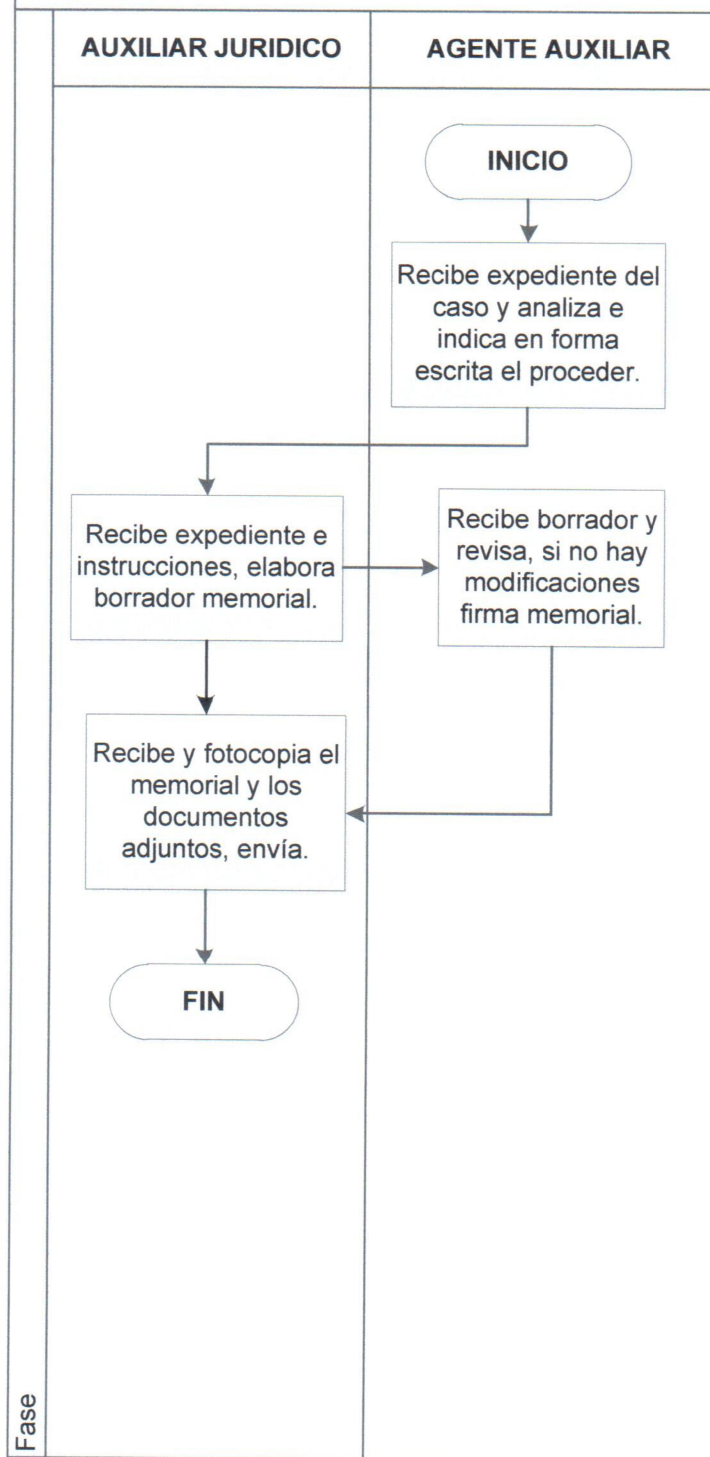 AUXILIAR JURIDICO
AGENTE AUXILIAR
INICIO
Recibe expediente del
caso y analiza e
indica en forma
escrita el proceder.
Recibe expediente e
instrucciones, elabora
borrador memorial.
Recibe borrador y
revisa, si no hay
modificaciones
firma memorial.
Recibe y fotocopia el
memorial y los
documentos
adjuntos, envía.
FIN
Fase